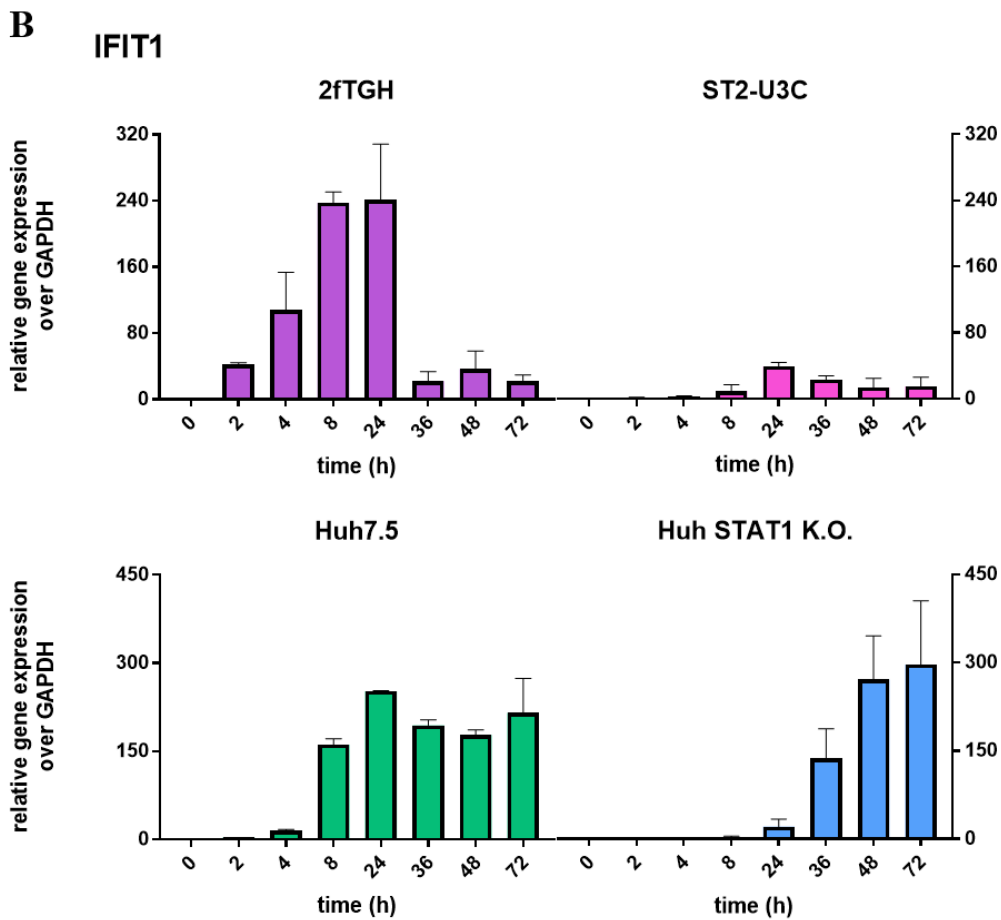 B
IFIT1
2fTGH
ST2-U3C
relative gene expression
over GAPDH
320
240
160
80
0
320
240
160
80
0
0 2 4 8 24 36 48 72
0 2 4 8 24 36 48 72
time (h)
time (h)
Huh7.5
Huh STAT1 K.O.
relative gene expression
over GAPDH
450
300
150
0
450
300
150
0
0 2 4 8 24 36 48 72
0 2 4 8 24 36 48 72
time (h)
time (h)